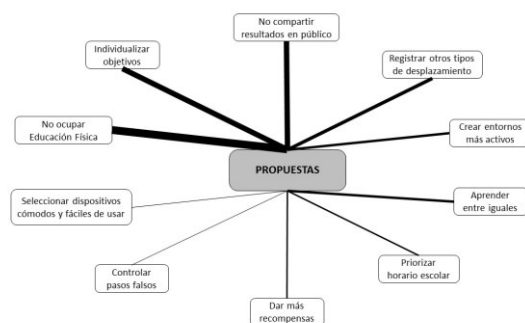 No compartir
resultados en público
Individualizar
objetivos
Registrar otros tipos
de desplazamiento
No ocupar
Educación Física
Crear entornos
más activos
PROPUESTAS
Seleccionar dispositivos
cómodos y fáciles de usar
Aprender
entre iguales
Controlar
pasos falsos
Priorizar
horario escolar
Dar más
recompensas